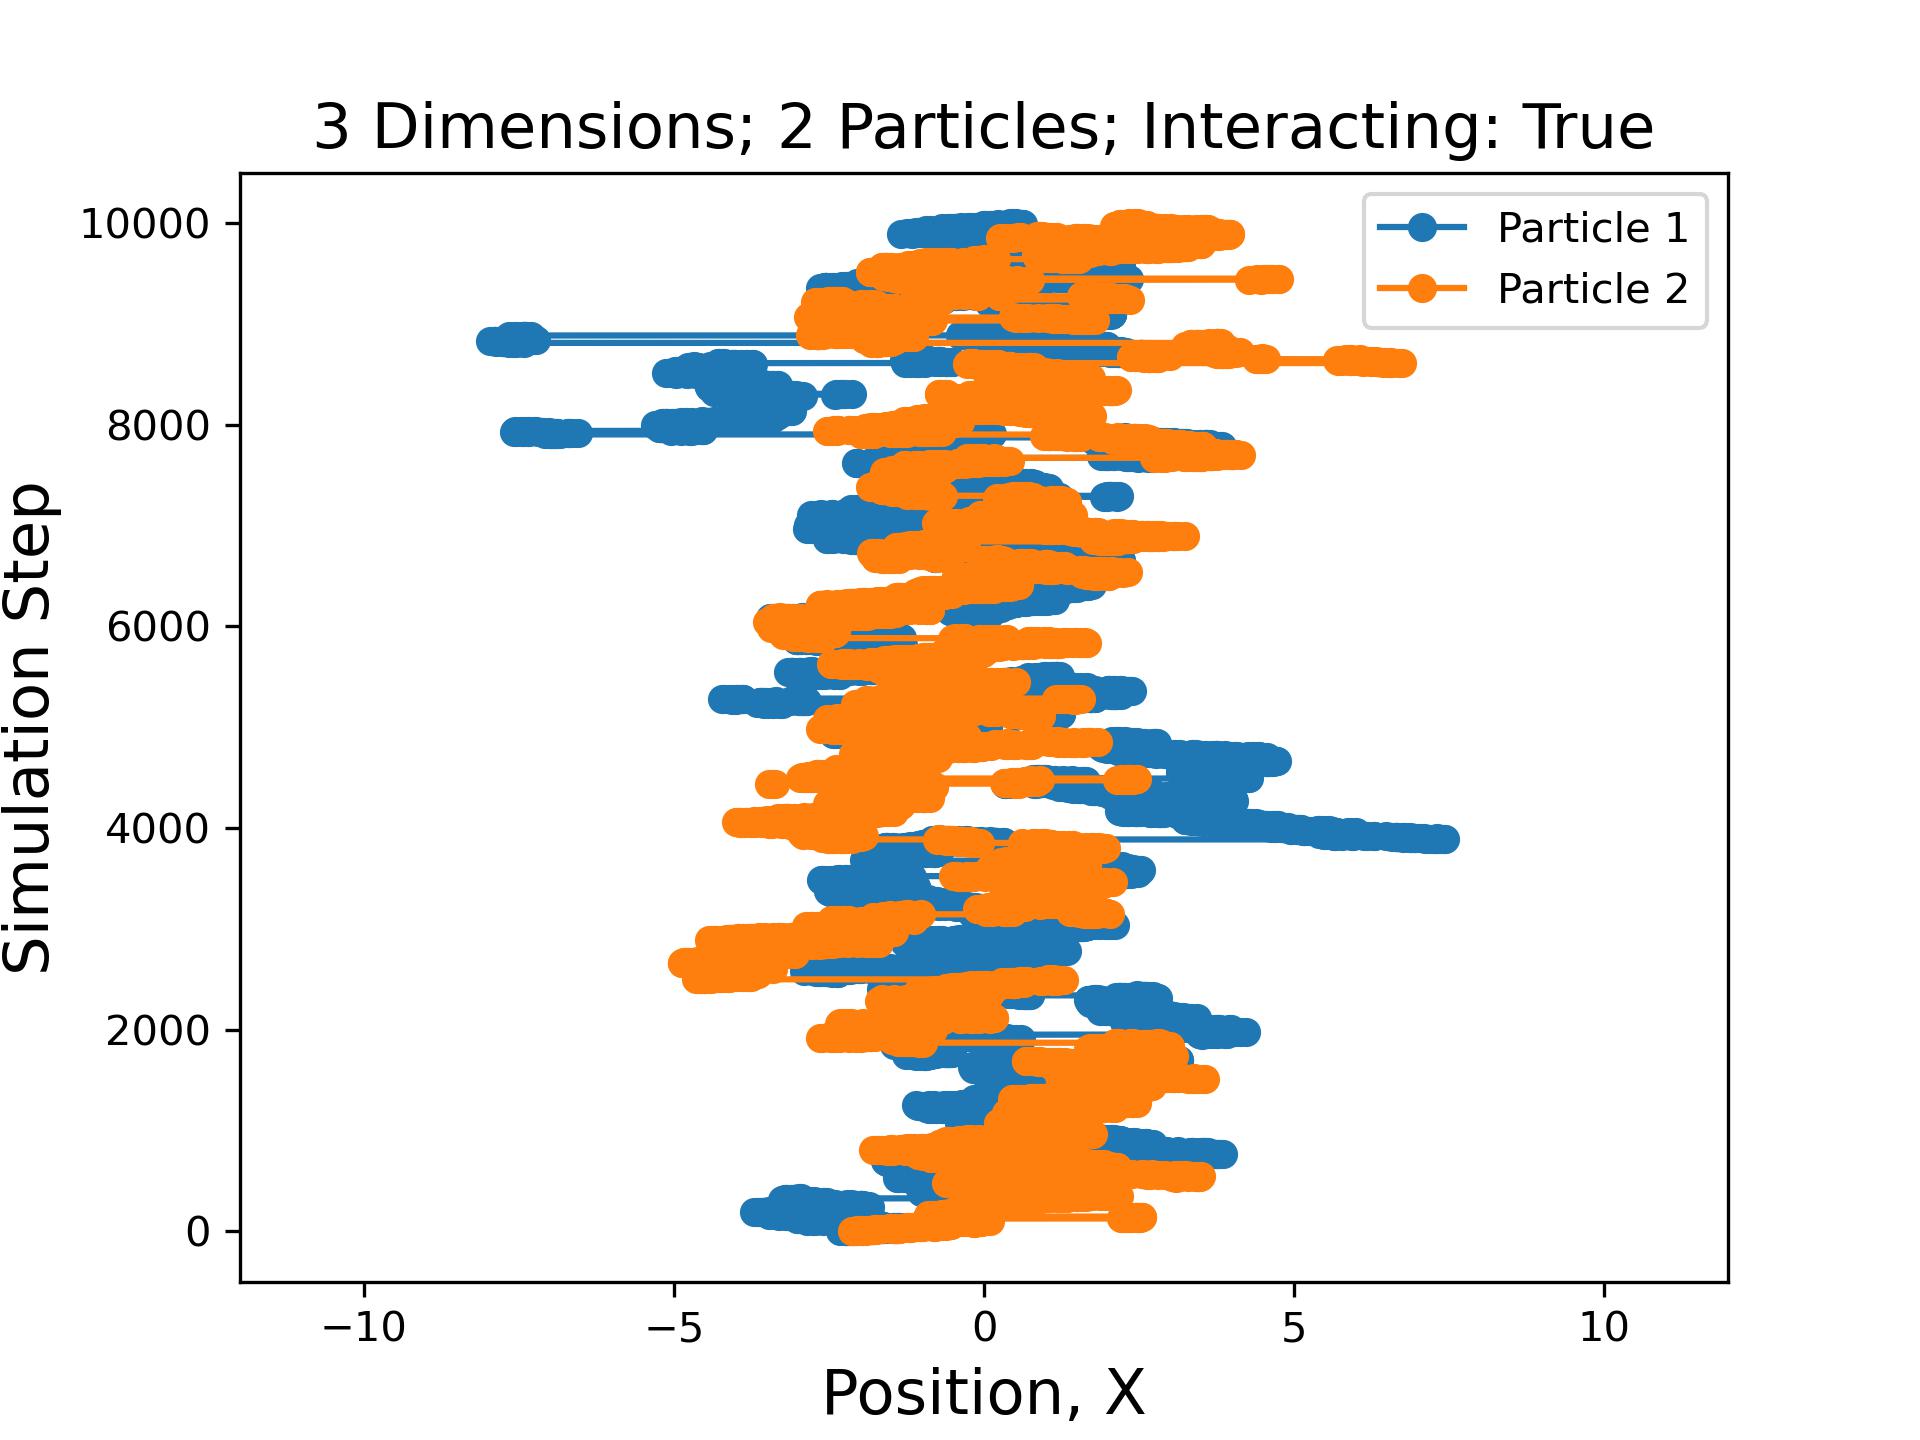 3 Dimensions; 2 Particles; Interacting: True
Particle 1
Particle 2
10000
8000
6000
4000
2000
0
Simulation Step
−10
−5
0
5
10
Position, X